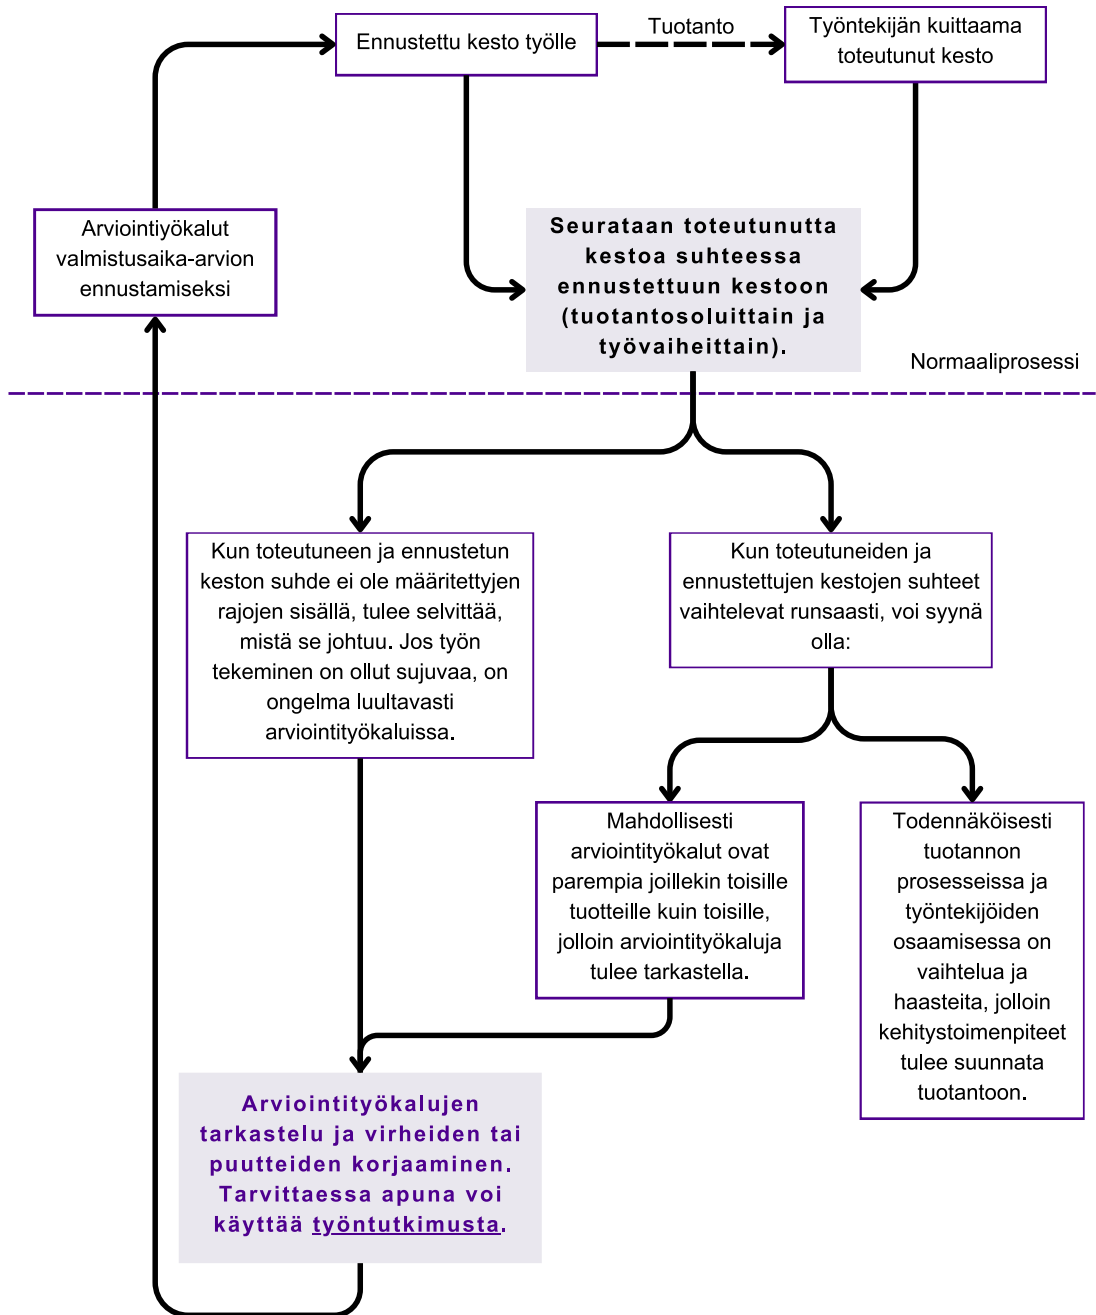 Ennustettu kesto työlle
Tuotanto
Työntekijän kuittaama
toteutunut kesto
Arviointiyökalut
valmistusaika-arvion
ennustamiseksi
Seurataan toteutunutta
kestoa suhteessa
ennustettuun kestoon
(tuotantosoluittain ja
työvaiheittain).
Normaaliprosessi
Kun toteutuneen ja ennustetun
keston suhde ei ole määritettyjen
rajojen sisällä, tulee selvittää,
mistä se johtuu. Jos työn
tekeminen on ollut sujuvaa, on
ongelma luultavasti
arviointityökaluissa.
Kun toteutuneiden ja
ennustettujen kestojen suhteet
vaihtelevat runsaasti, voi syynä
olla:
Mahdollisesti
arviointityökalut ovat
parempia joillekin toisille
tuotteille kuin toisille,
jolloin arviointyökaluja
tulee tarkastella.
Todennäköisesti
tuotannon
prosesseissa ja
työntekijöiden
osaamisessa on
vaihtelua ja
haasteita, jolloin
kehitystoimenpiteet
tulee suunnata
tuotantoon.
Arviointityökalujen
tarkastelu ja virheiden tai
puutteiden korjaaminen.
Tarvittaessa apuna voi
käyttää työntutkimusta.